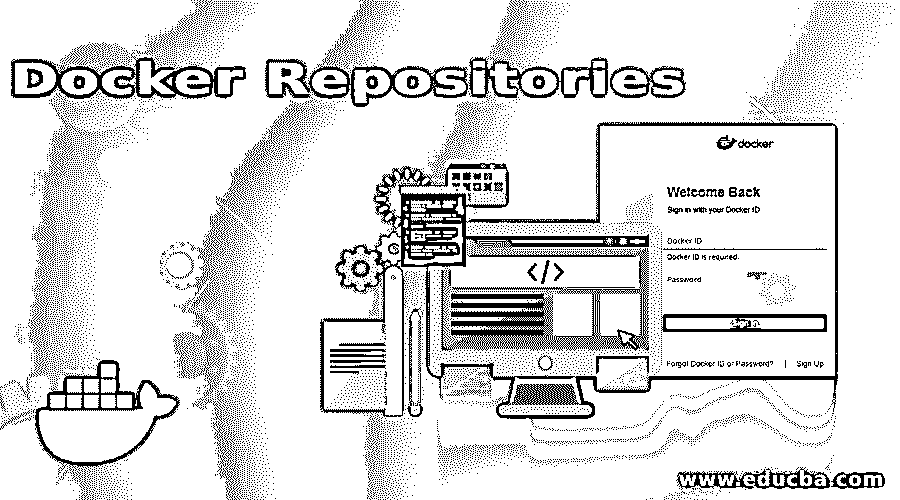 Docker Repositories
docker
Welcome Back
Sign in with your Docker ID
Docker ID
Docker ID is required.
Password
</>
Forgot Docker ID or Password? | Sign Up
www.educba.com